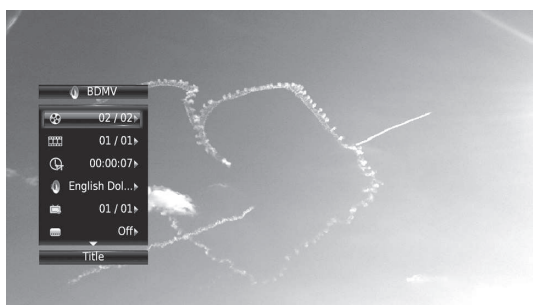 BDMV
02 / 02
01 / 01
00:00:07
English Dol...
01 / 01
Off
Title